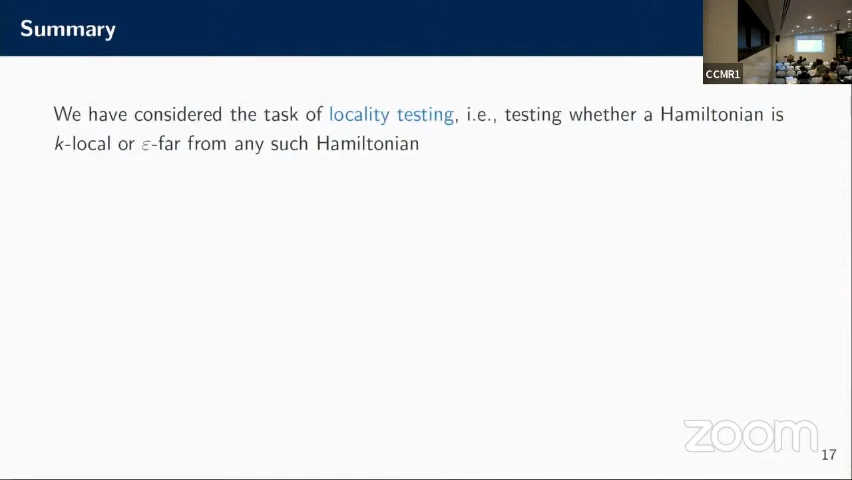 Summary
CCMR1
We have considered the task of locality testing, i.e., testing whether a Hamiltonian is
k-local or ε-far from any such Hamiltonian
zoom
17